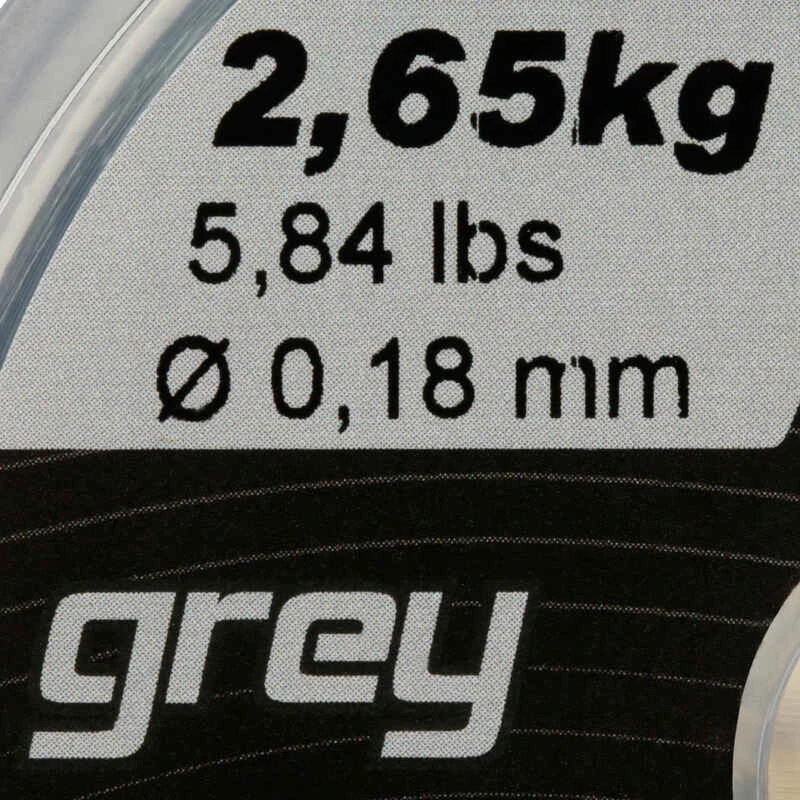 2,65kg
5,84 lbs
Ø 0,18 mm
grey